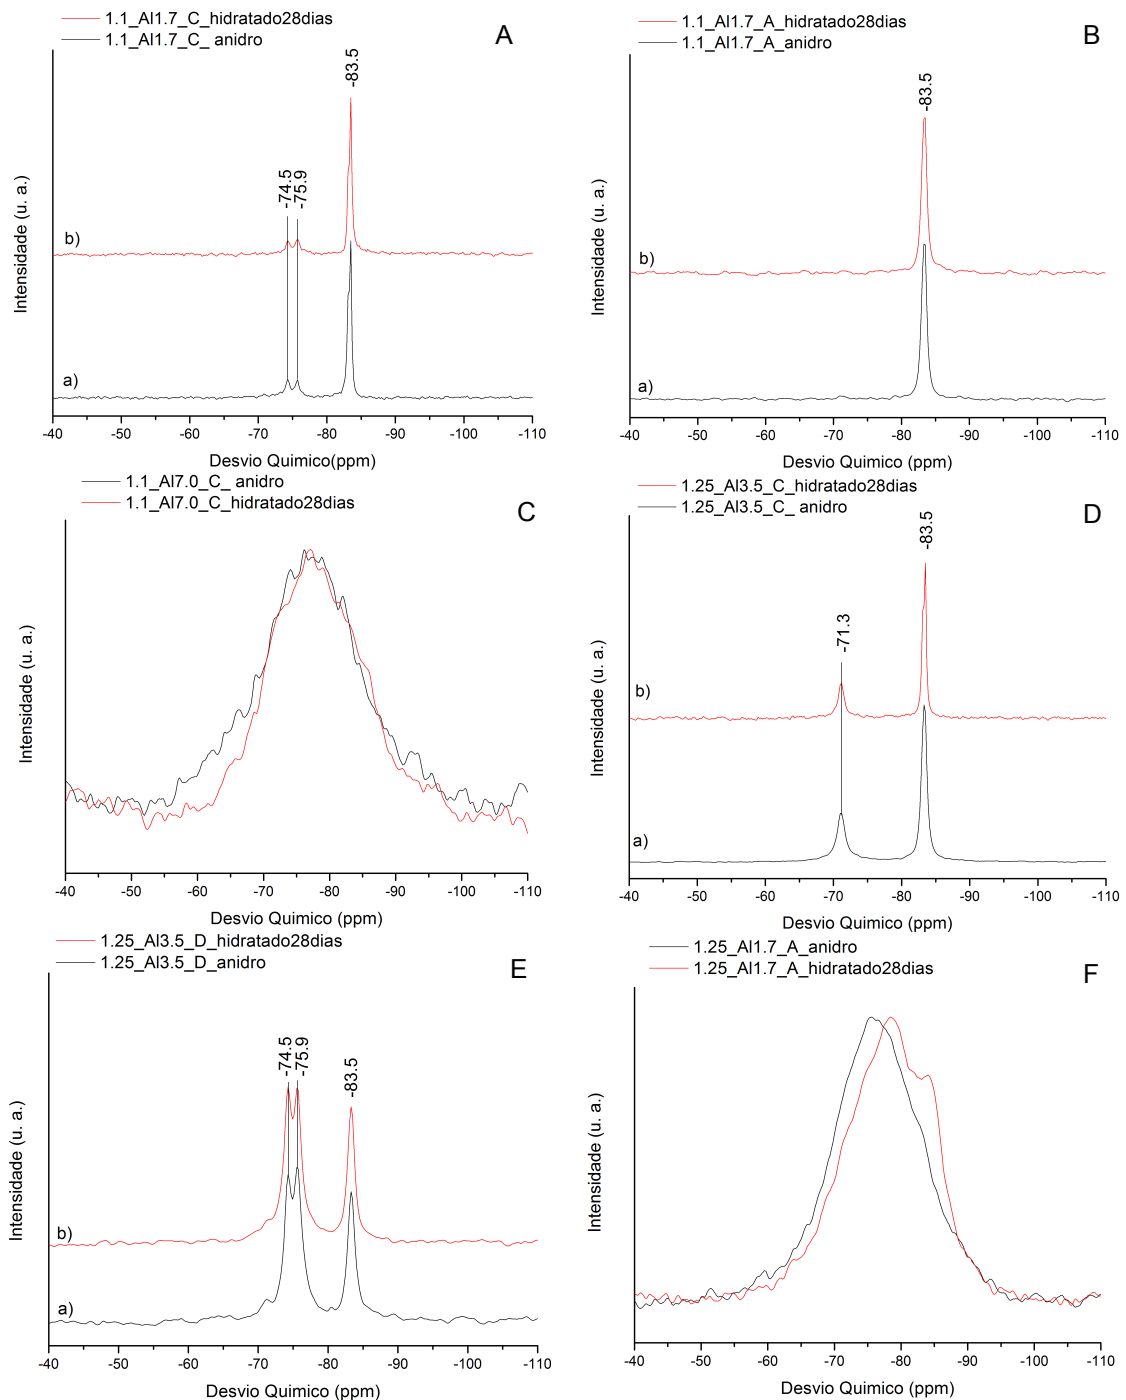 1.1_Al1.7_C_hidratado28dias
1.1_Al1.7_C_ anidro
A
-83.5
-74.5
-75.9
b)
a)
Intensidade (u. a.)
-40 -50 -60 -70 -80 -90 -100 -110
Desvio Quimico(ppm)
1.1_Al1.7_A_hidratado28dias
1.1_Al1.7_A_anidro
B
-83.5
b)
a)
Intensidade (u. a.)
-40 -50 -60 -70 -80 -90 -100 -110
Desvio Quimico (ppm)
1.1_Al7.0_C_ anidro
1.1_Al7.0_C_hidratado28dias
C
Intensidade (u. a.)
-40 -50 -60 -70 -80 -90 -100 -110
Desvio Quimico (ppm)
1.25_Al3.5_C_hidratado28dias
1.25_Al3.5_C_ anidro
D
-83.5
-71.3
b)
a)
Intensidade (u. a.)
-40 -50 -60 -70 -80 -90 -100 -110
Desvio Quimico (ppm)
1.25_Al3.5_D_hidratado28dias
1.25_Al3.5_D_anidro
E
-74.5
-75.9
-83.5
b)
a)
Intensidade (u. a.)
-40 -50 -60 -70 -80 -90 -100 -110
Desvio Quimico (ppm)
1.25_Al1.7_A_anidro
1.25_Al1.7_A_hidratado28dias
F
Intensidade (u. a.)
-40 -50 -60 -70 -80 -90 -100 -110
Desvio Quimico (ppm)